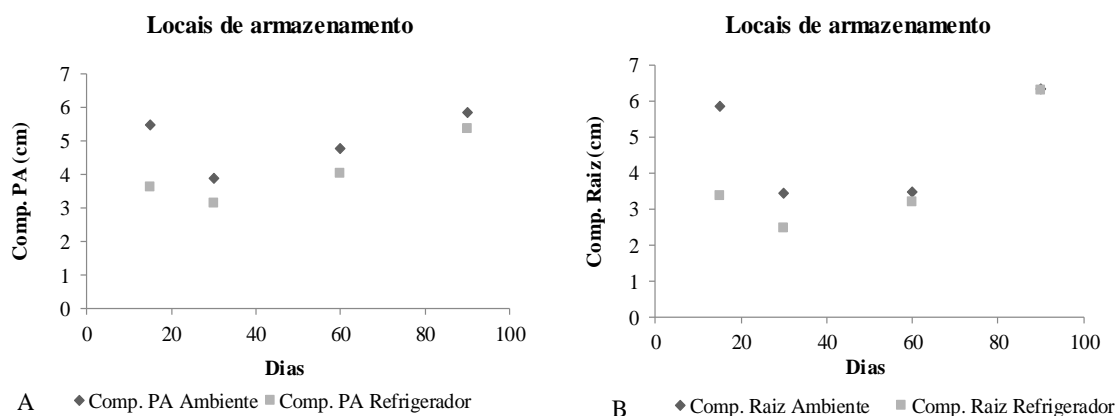 Locais de armazenamento
7
6
5
4
3
2
1
0
Comp. PA (cm)
0 20 40 60 80 100
Dias
A ◆ Comp. PA Ambiente ■ Comp. PA Refrigerador
Locais de armazenamento
7
6
5
4
3
2
1
0
Comp. Raiz (cm)
0 20 40 60 80 100
Dias
B ◆ Comp. Raiz Ambiente ■ Comp. Raiz Refrigerador